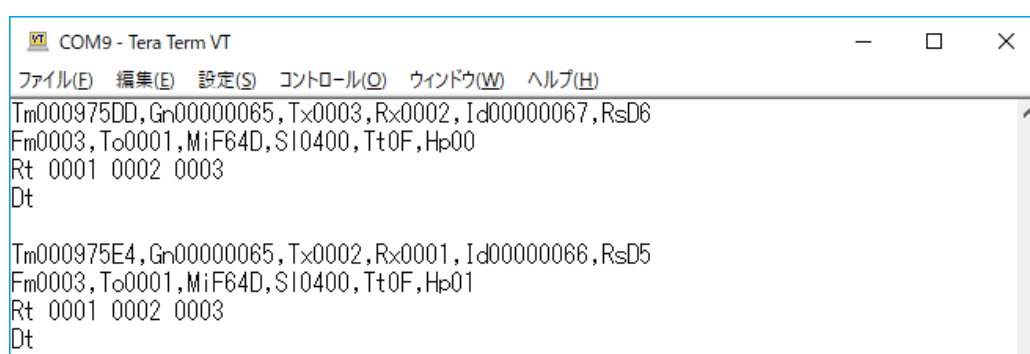 COM9 - Tera Term VT
ファイル(F) 編集(E) 設定(S) コントロール(O) ウィンドウ(W) ヘルプ(H)
Tm000975DD,Gn00000065,Tx0003,Rx0002,Id00000067,RsD6
Fm0003,To0001,MiF64D,Sl0400,Tt0F,Hp00
Rt 0001 0002 0003
Dt
Tm000975E4,Gn00000065,Tx0002,Rx0001,Id00000066,RsD5
Fm0003,To0001,MiF64D,Sl0400,Tt0F,Hp01
Rt 0001 0002 0003
Dt